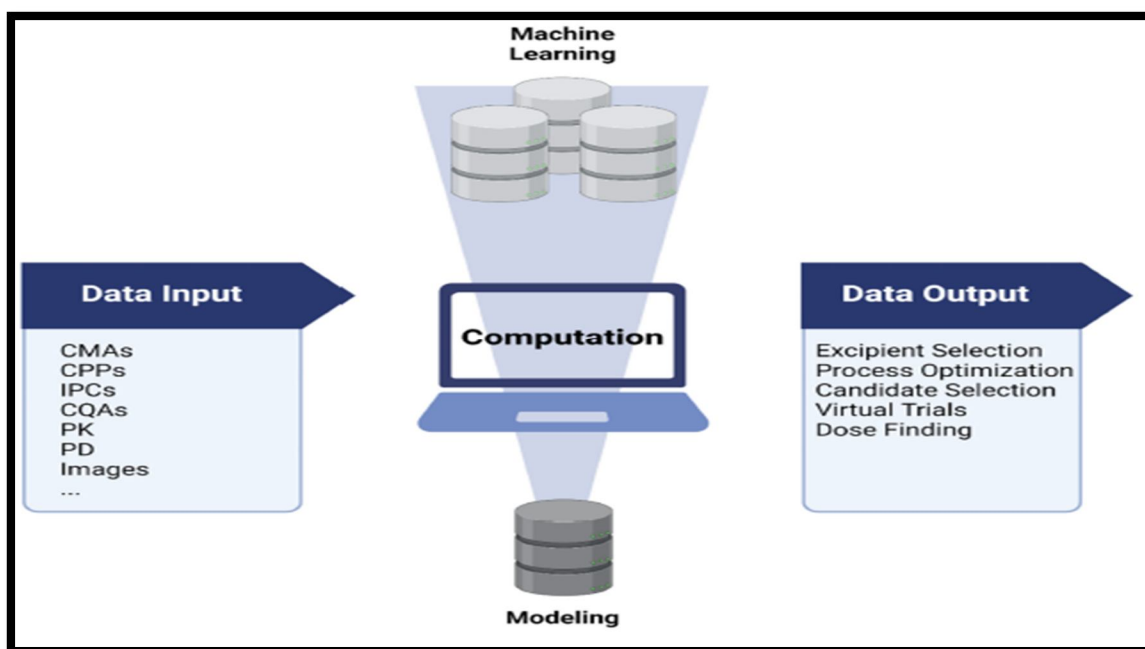 Machine
Learning
Data Input
CMAs
CPPs
IPCs
CQAs
PK
PD
Images
...
Computation
Modeling
Data Output
Excipient Selection
Process Optimization
Candidate Selection
Virtual Trials
Dose Finding